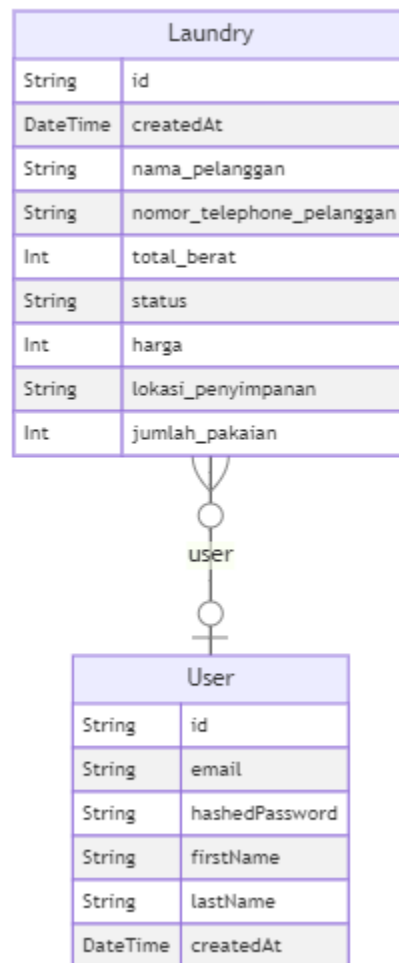 Laundry
String id
DateTime createdAt
String nama_pelanggan
String nomor_telephone_pelanggan
Int total_berat
String status
Int harga
String lokasi_penyimpanan
Int jumlah_pakaian
user
User
String id
String email
String hashedPassword
String firstName
String lastName
DateTime createdAt